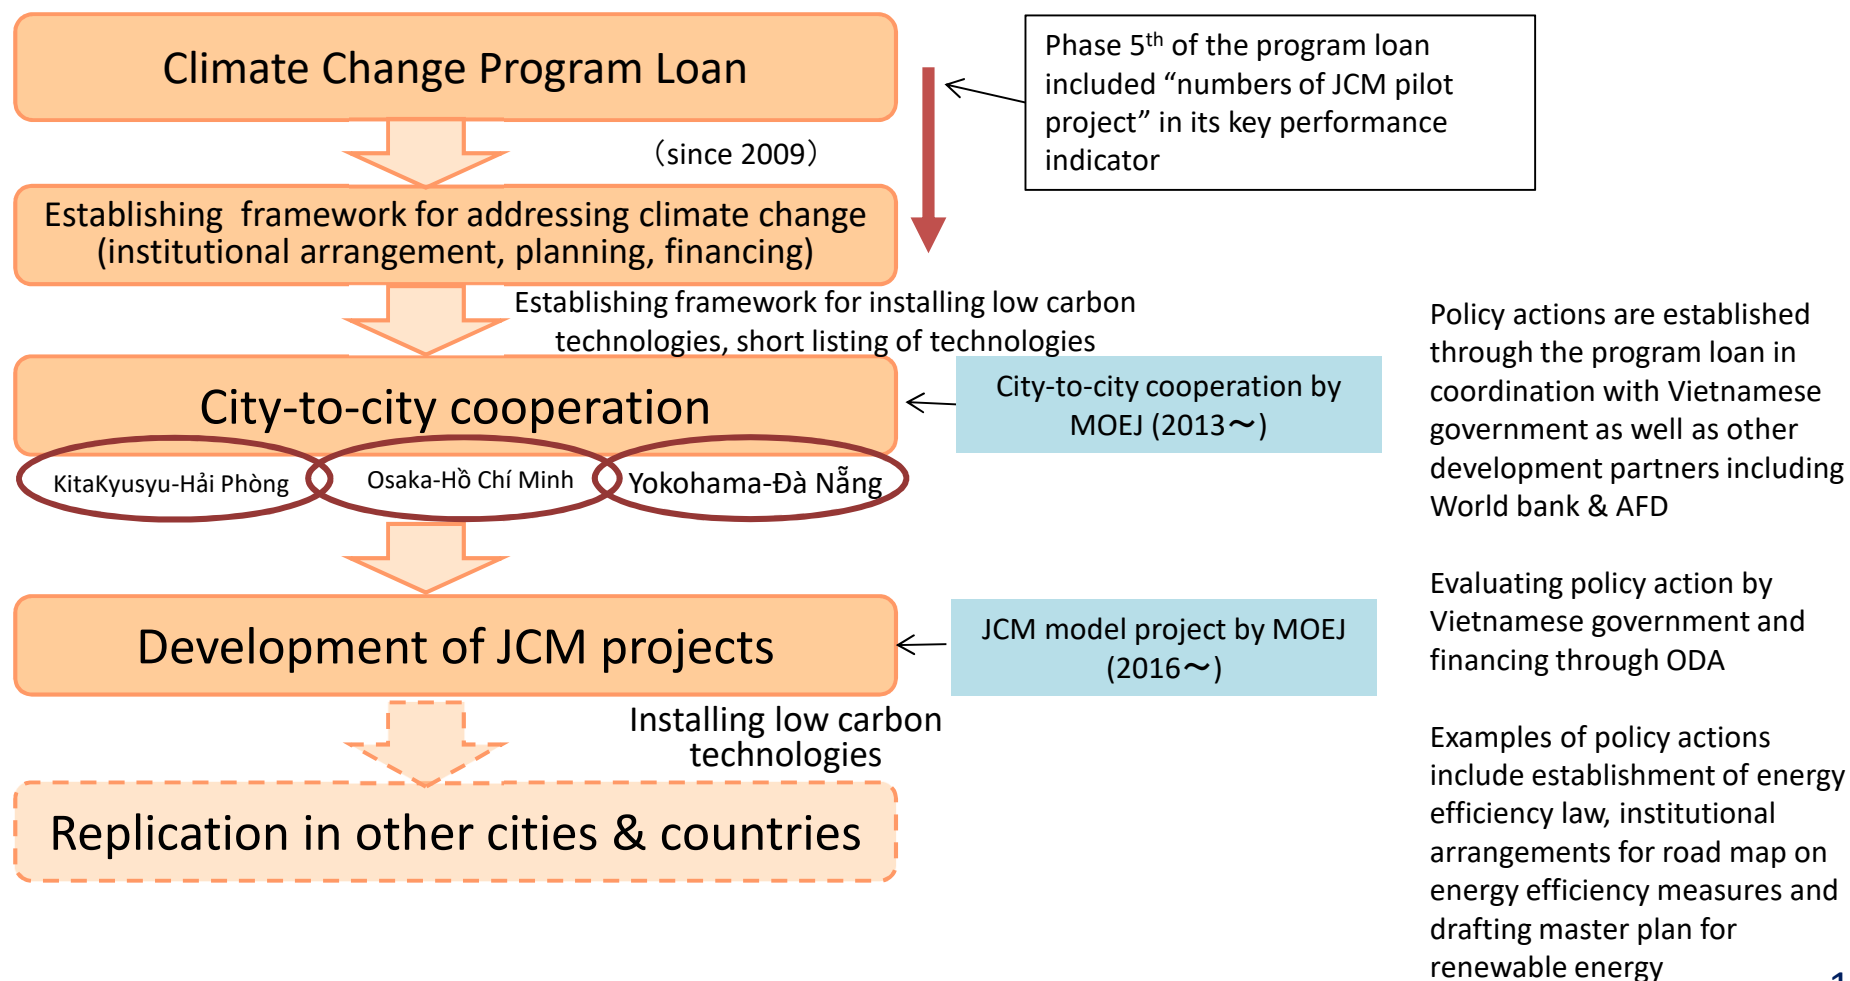 Climate Change Program Loan
（since 2009）
Phase 5th of the program loan
included “numbers of JCM pilot
project” in its key performance
indicator
Establishing framework for addressing climate change
(institutional arrangement, planning, financing)
Establishing framework for installing low carbon
technologies, short listing of technologies
City-to-city cooperation
City-to-city cooperation by
MOEJ (2013～)
KitaKyusyu-Hải Phòng
Osaka-Hồ Chí Minh
Yokohama-Đà Nẵng
Development of JCM projects
JCM model project by MOEJ
(2016～)
Installing low carbon
technologies
Replication in other cities & countries
Policy actions are established
through the program loan in
coordination with Vietnamese
government as well as other
development partners including
World bank & AFD
Evaluating policy action by
Vietnamese government and
financing through ODA
Examples of policy actions
include establishment of energy
efficiency law, institutional
arrangements for road map on
energy efficiency measures and
drafting master plan for
renewable energy